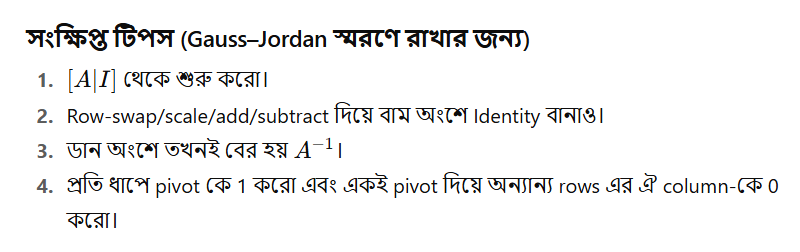 সংক্ষিপ্ত টিপস (Gauss–Jordan স্মরণে রাখার জন্য)
1. [A|I] থেকে শুরু করো।
2. Row-swap/scale/add/subtract দিয়ে বাম অংশে Identity বানাও।
3. ডান অংশে তখনই বের হয় A⁻¹।
4. প্রতি ধাপে pivot কে 1 করো এবং একই pivot দিয়ে অন্যান্য rows এর ঐ column-কে 0
করো।